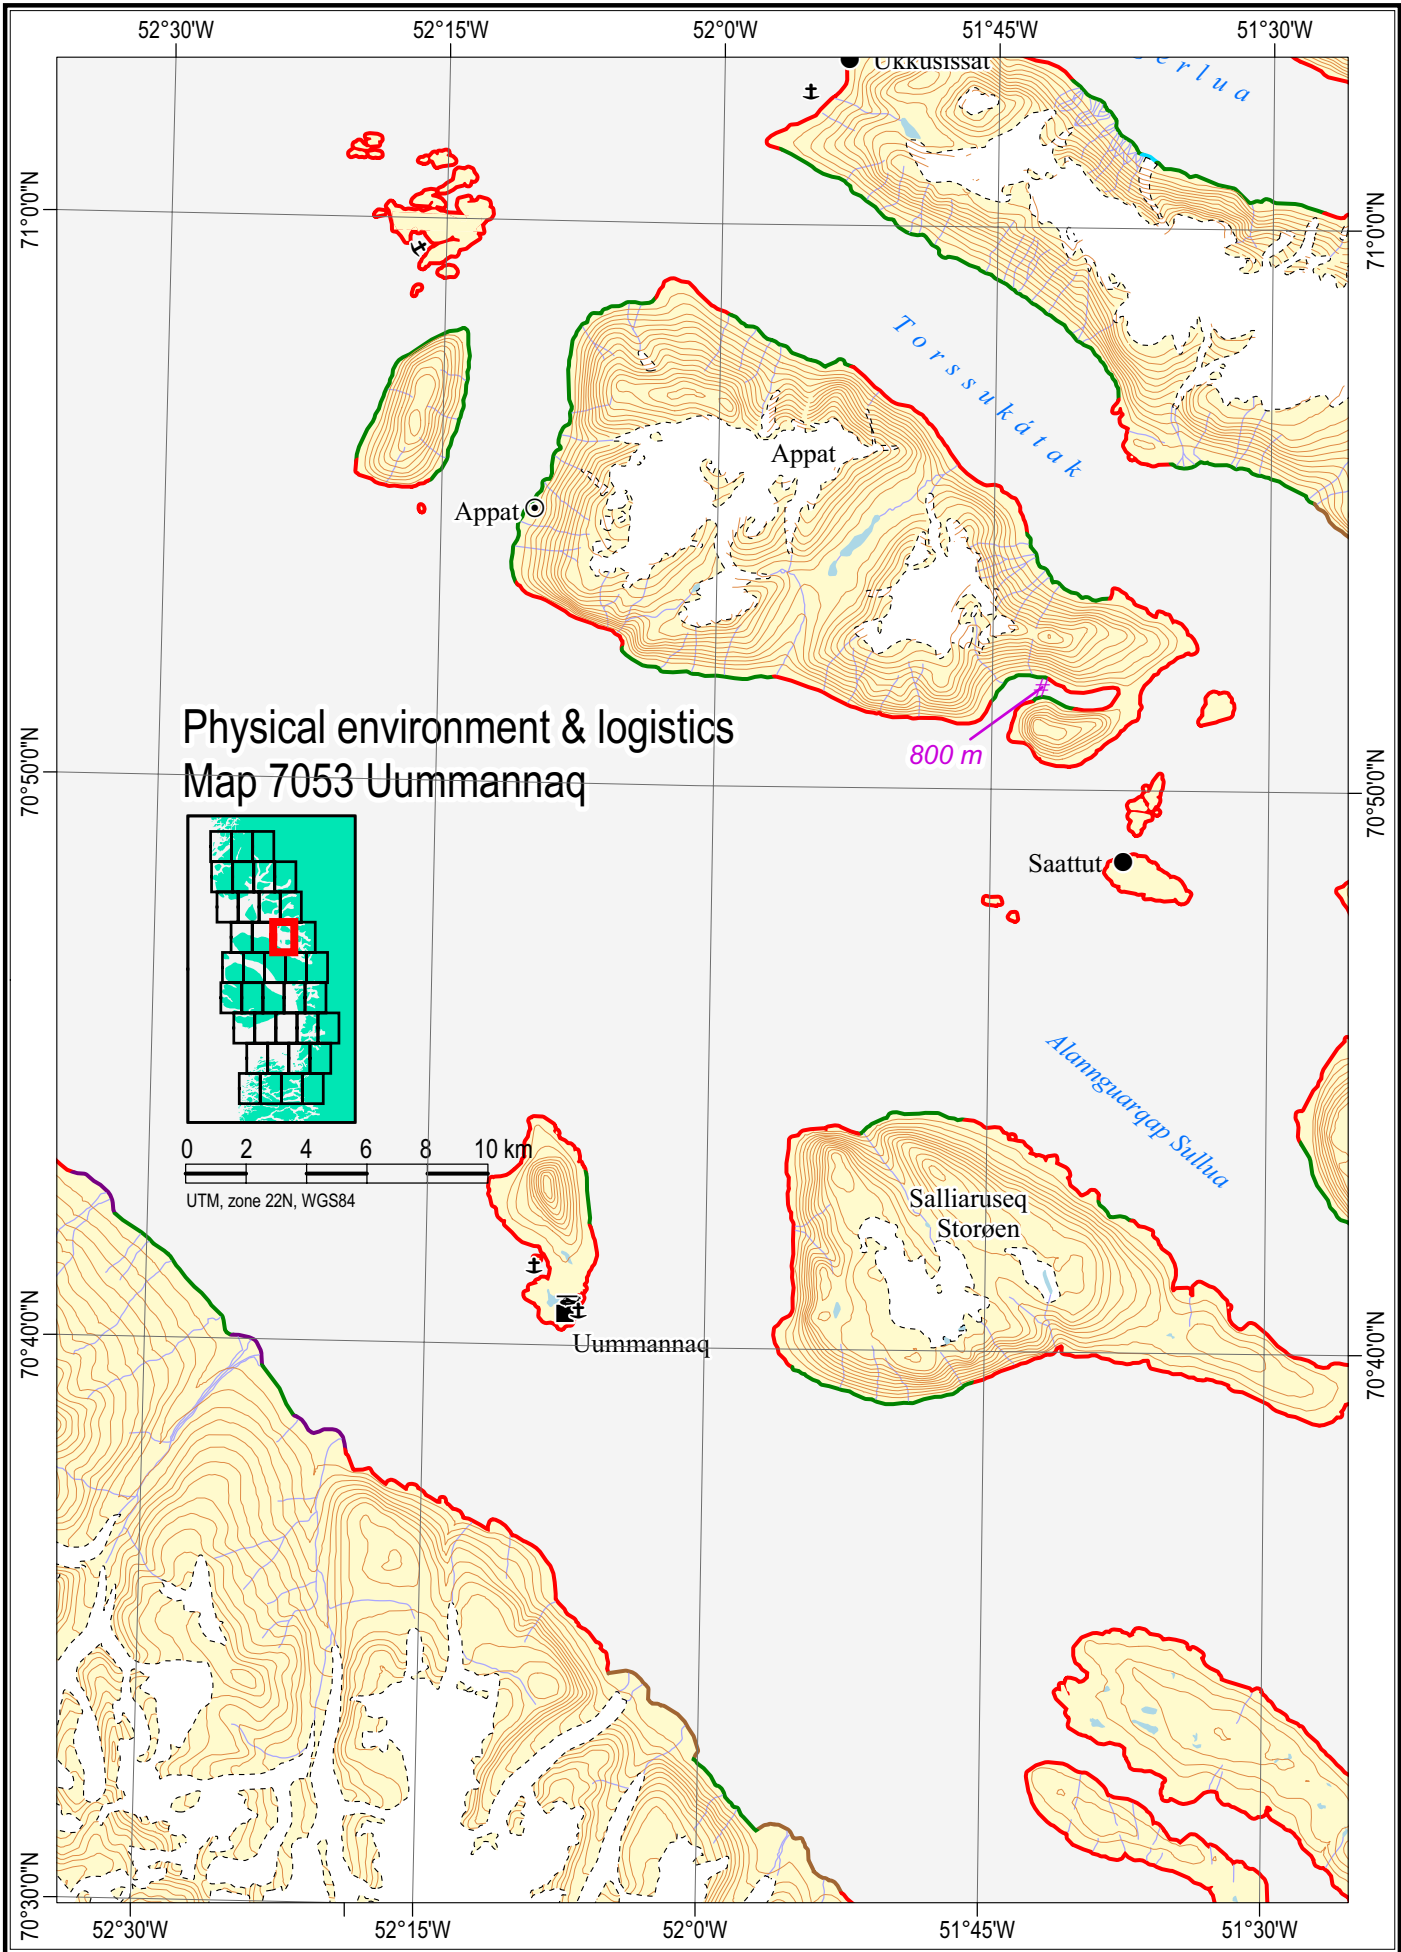 52°30'W 52°15'W 52°0'W 51°45'W 51°30'W
Ukkusissat
71°0'0"N
71°0'0"N
Torssukátak
Appat
Appat
800 m
Physical environment & logistics
Map 7053 Uummannaq
70°50'0"N
70°50'0"N
Saattut
Alannguarqap Sullua
0 2 4 6 8 10 km
UTM, zone 22N, WGS84
Salliaruseq
Storøen
Uummannaq
70°40'0"N
70°40'0"N
70°30'0"N
52°30'W 52°15'W 52°0'W 51°45'W 51°30'W